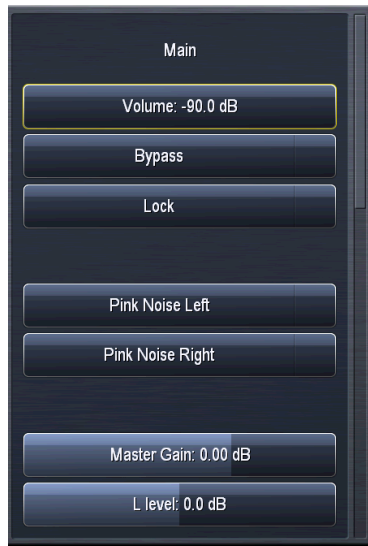 Main
Volume: -90.0 dB
Bypass
Lock
Pink Noise Left
Pink Noise Right
Master Gain: 0.00 dB
L level: 0.0 dB